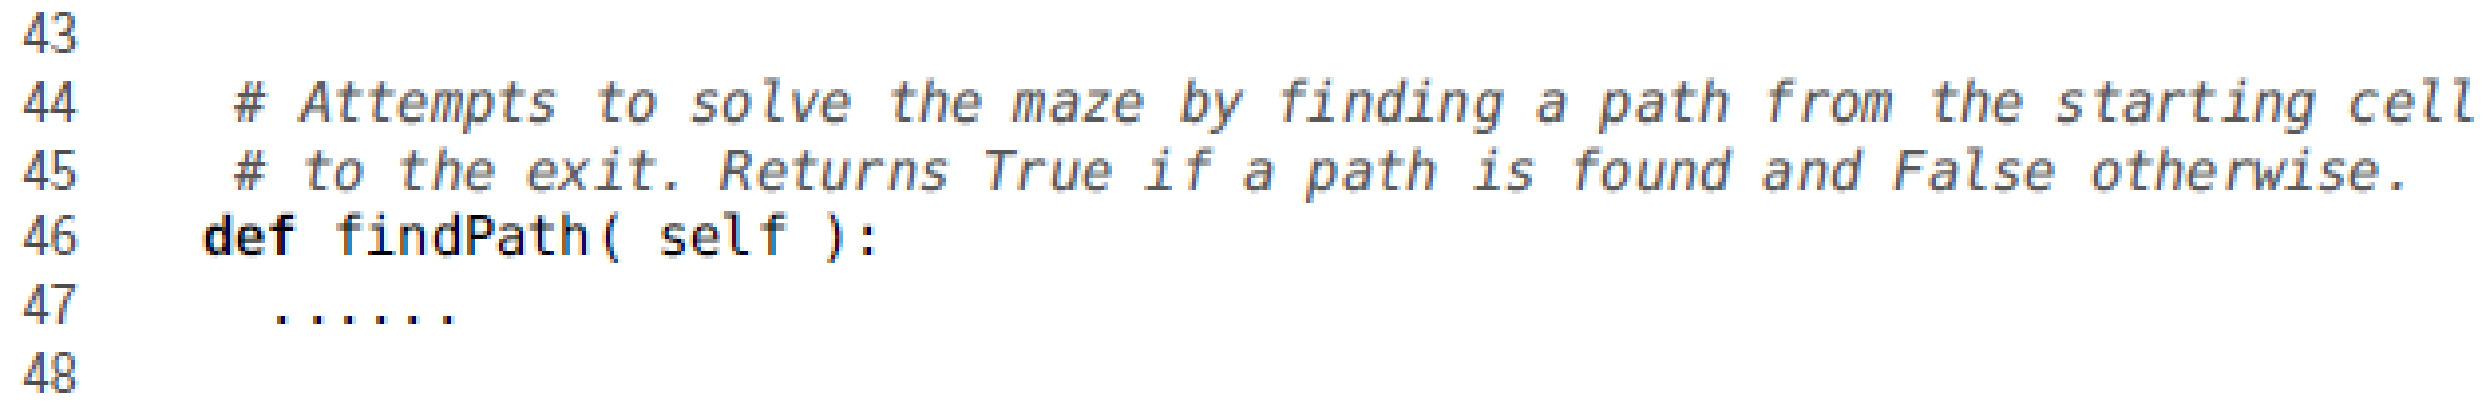 43
44 # Attempts to solve the maze by finding a path from the starting cell
45 # to the exit. Returns True if a path is found and False otherwise.
46 def findPath( self ):
47 ......
48